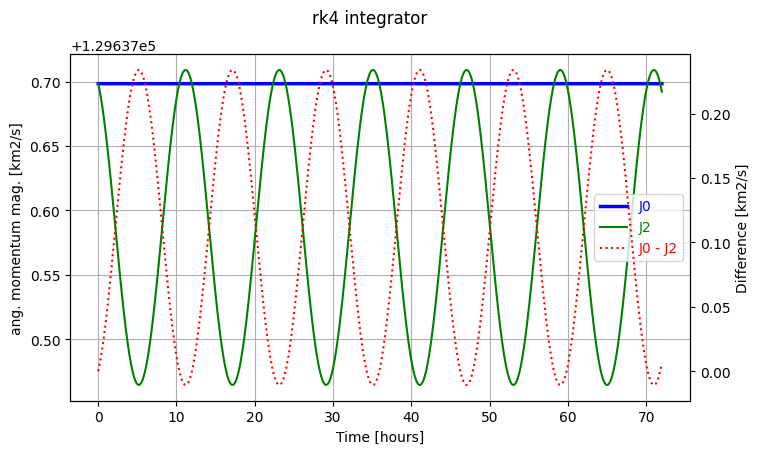 rk4 integrator
+1.29637e5
ang. momentum mag. [km2/s]
0.70
0.65
0.60
0.55
0.50
0.20
0.15
0.10
0.05
0.00
Difference [km2/s]
J0
J2
J0 - J2
0 10 20 30 40 50 60 70
Time [hours]